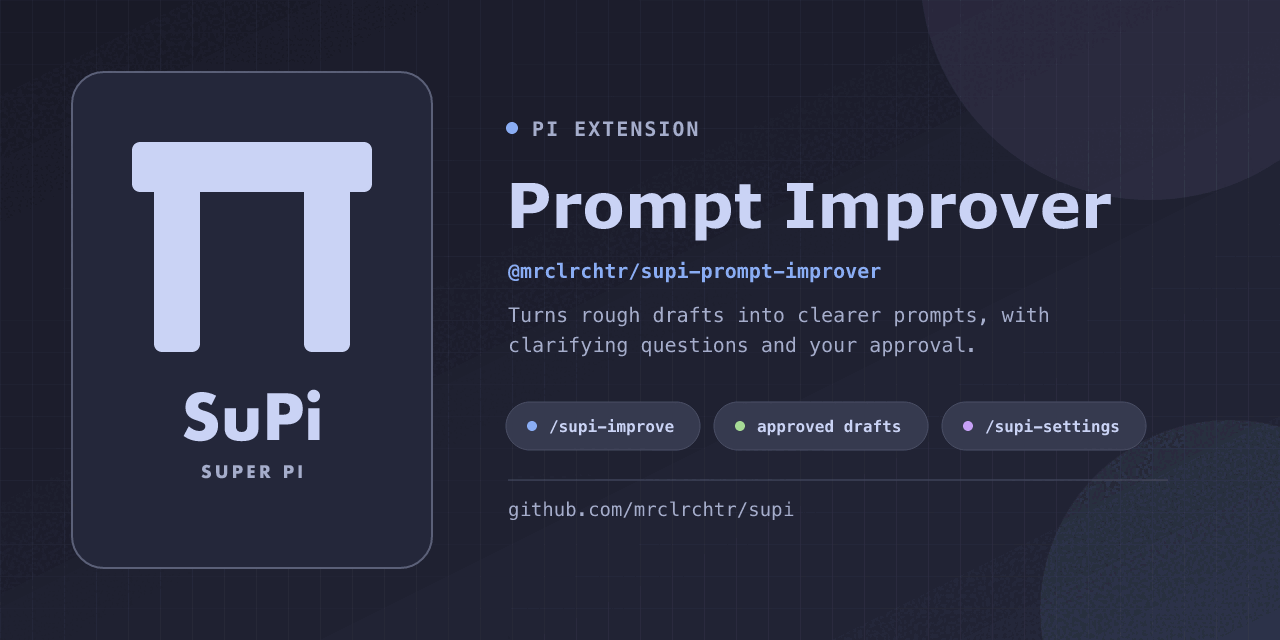 SuPi
SUPER PI
PI EXTENSION
Prompt Improver
@mrclrchtr/supi-prompt-improver
Turns rough drafts into clearer prompts, with
clarifying questions and your approval.
/supi-improve
approved drafts
/supi-settings
github.com/mrclrchtr/supi